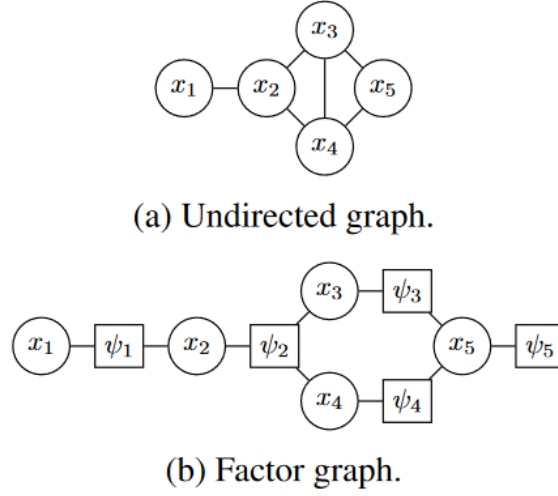 x₃
x₁ x₂ x₅
x₄
(a) Undirected graph.
x₃ ψ₃
x₁ ψ₁ x₂ ψ₂ x₅ ψ₅
x₄ ψ₄
(b) Factor graph.